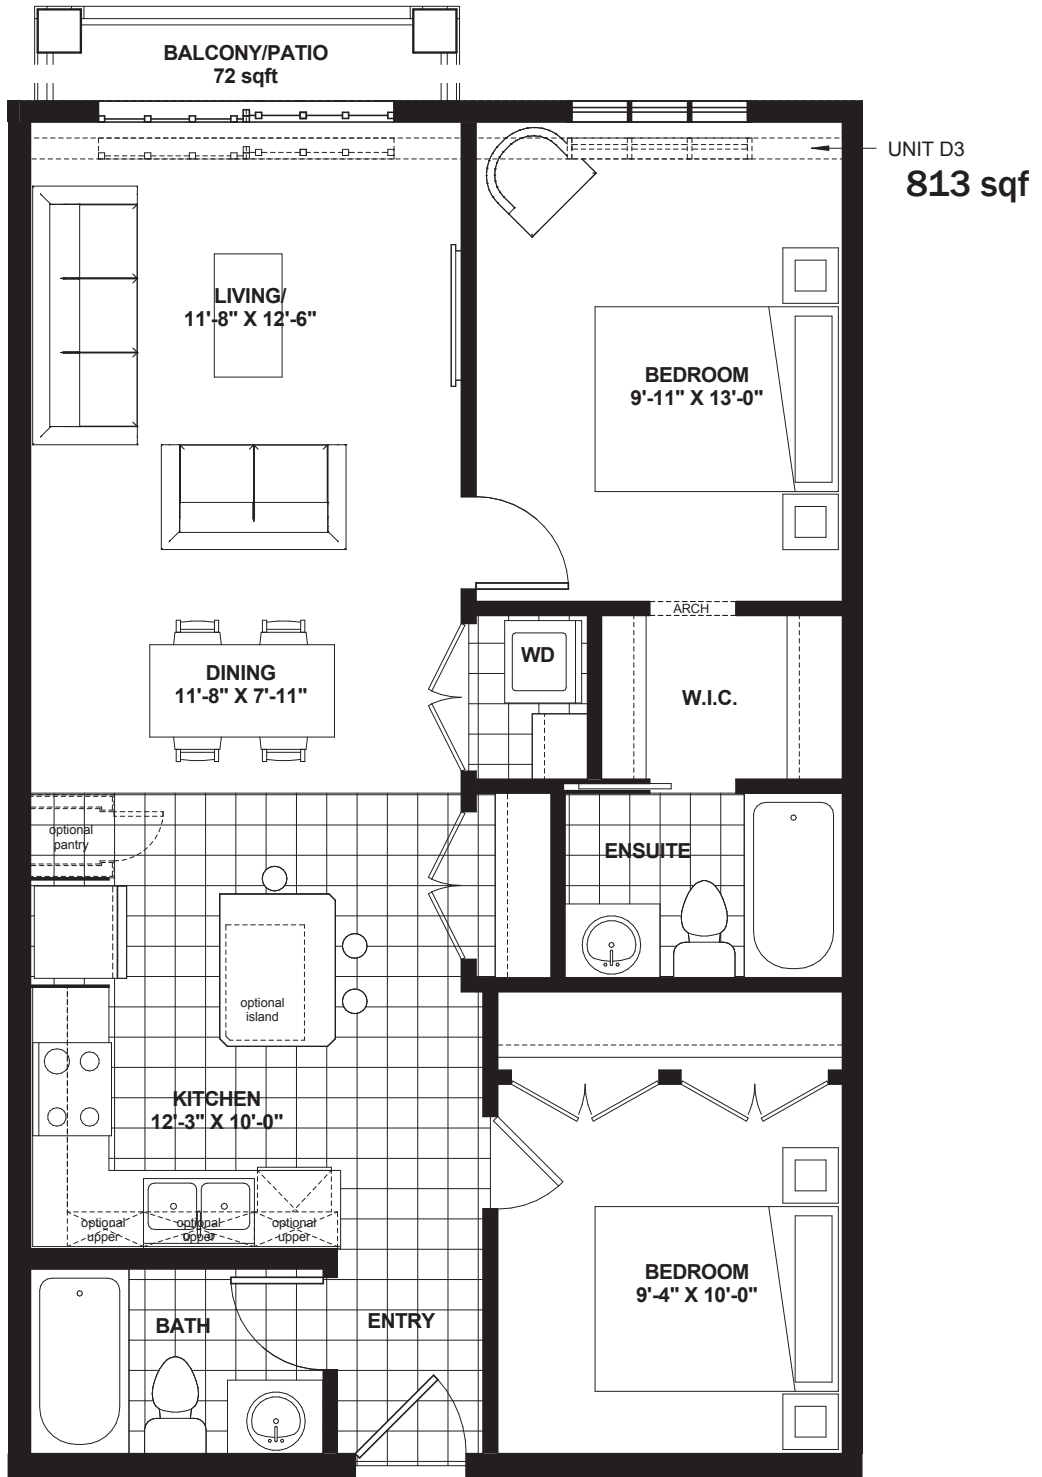 BALCONY/PATIO
72 sqft
UNIT D3
813 sqf
LIVING/
11'-8" X 12'-6"
BEDROOM
9'-11" X 13'-0"
ARCH
WD
DINING
11'-8" X 7'-11"
W.I.C.
optional
pantry
ENSUITE
optional
island
KITCHEN
12'-3" X 10'-0"
optional
upper
optional
upper
optional
upper
BEDROOM
9'-4" X 10'-0"
BATH
ENTRY